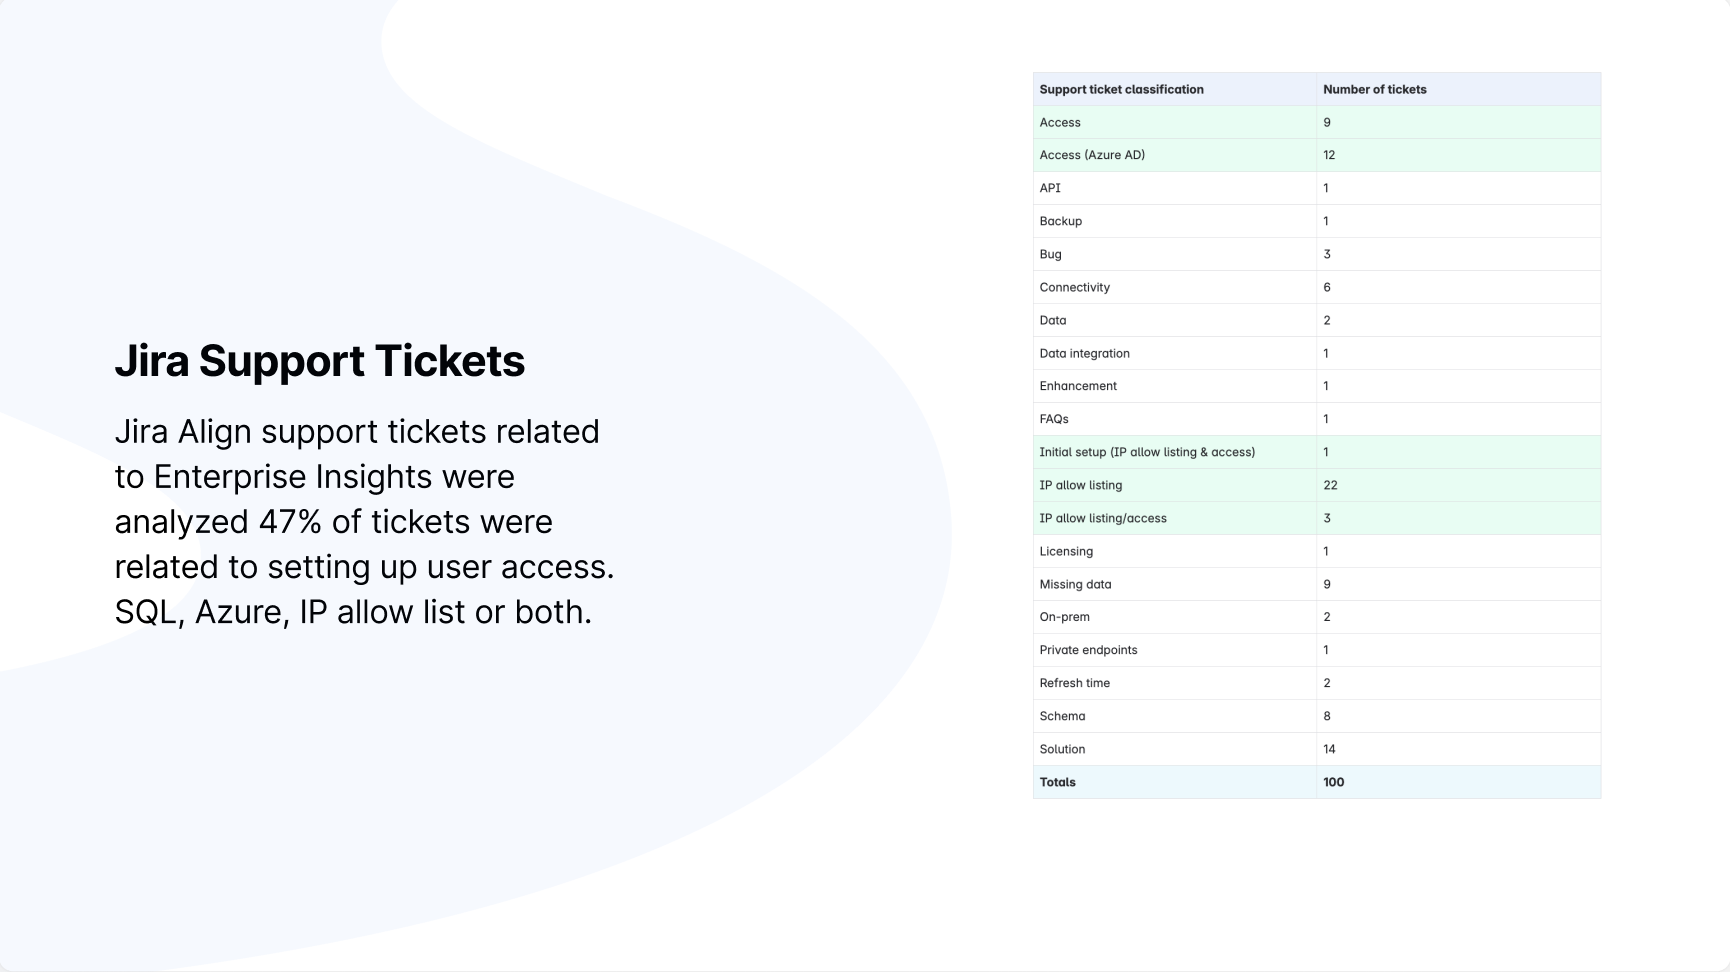 Jira Support Tickets
Jira Align support tickets related
to Enterprise Insights were
analyzed 47% of tickets were
related to setting up user access.
SQL, Azure, IP allow list or both.
Support ticket classification Number of tickets
Access 9
Access (Azure AD) 12
API 1
Backup 1
Bug 3
Connectivity 6
Data 2
Data integration 1
Enhancement 1
FAQs 1
Initial setup (IP allow listing & access) 1
IP allow listing 22
IP allow listing/access 3
Licensing 1
Missing data 9
On-prem 2
Private endpoints 1
Refresh time 2
Schema 8
Solution 14
Totals 100